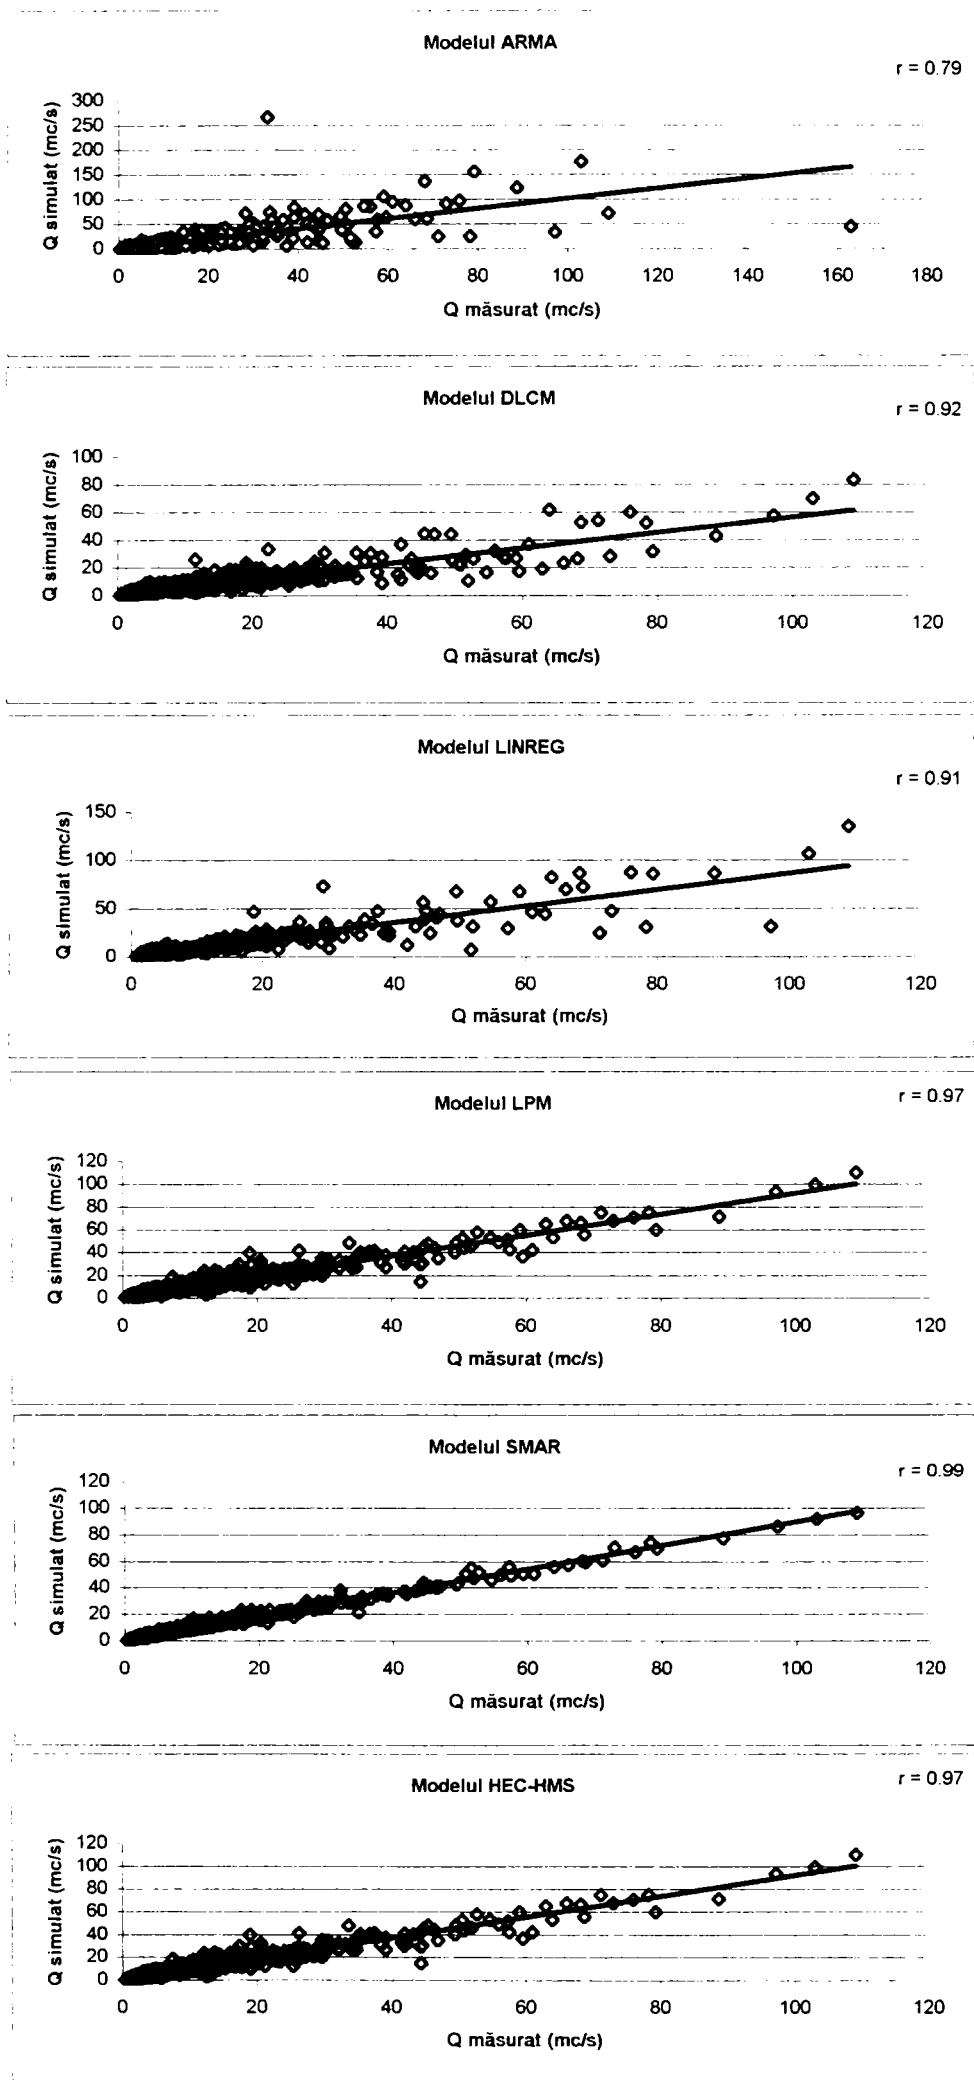 Modelul ARMA
r = 0.79
Q simulat (mc/s)
300
250
200
150
100
50
0
0 20 40 60 80 100 120 140 160 180
Q măsurat (mc/s)
Modelul DLCM
r = 0.92
Q simulat (mc/s)
100
80
60
40
20
0
0 20 40 60 80 100 120
Q măsurat (mc/s)
Modelul LINREG
r = 0.91
Q simulat (mc/s)
150
100
50
0
0 20 40 60 80 100 120
Q măsurat (mc/s)
Modelul LPM
r = 0.97
Q simulat (mc/s)
120
100
80
60
40
20
0
0 20 40 60 80 100 120
Q măsurat (mc/s)
Modelul SMAR
r = 0.99
Q simulat (mc/s)
120
100
80
60
40
20
0
0 20 40 60 80 100 120
Q măsurat (mc/s)
Modelul HEC-HMS
r = 0.97
Q simulat (mc/s)
120
100
80
60
40
20
0
0 20 40 60 80 100 120
Q măsurat (mc/s)